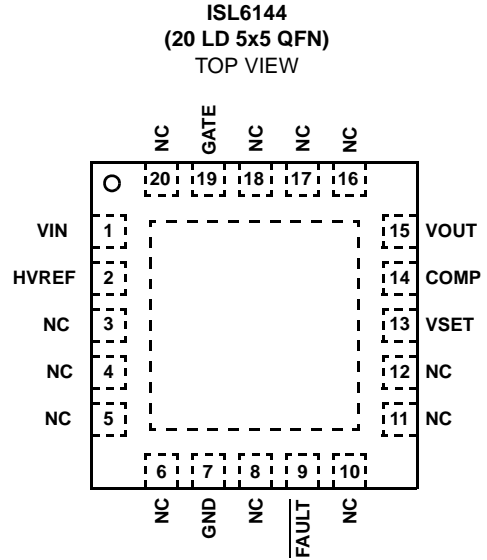 ISL6144
(20 LD 5x5 QFN)
TOP VIEW
NC GATE NC NC NC
20 19 18 17 16
VIN 1 15 VOUT
HVREF 2 14 COMP
NC 3 13 VSET
NC 4 12 NC
NC 5 11 NC
6 7 8 9 10
NC GND NC FAULT NC